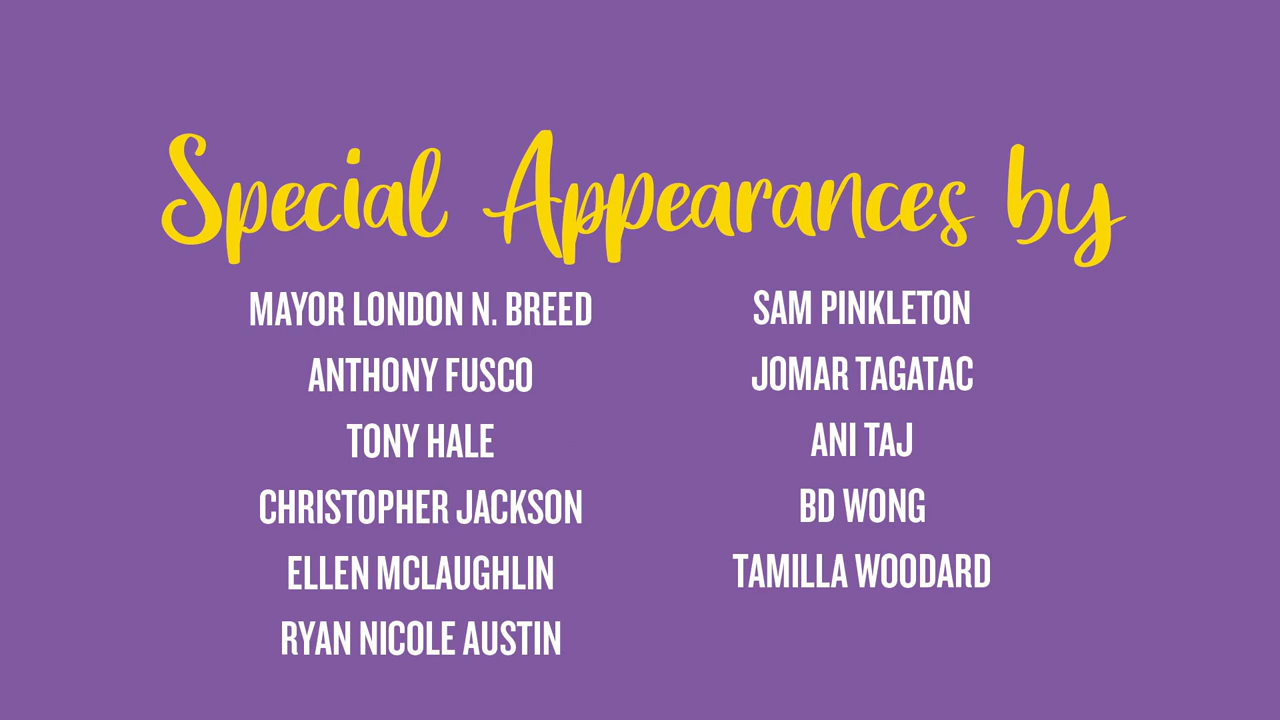 Special Appearances by
MAYOR LONDON N. BREED
ANTHONY FUSCO
TONY HALE
CHRISTOPHER JACKSON
ELLEN MCLAUGHLIN
RYAN NICOLE AUSTIN
SAM PINKLETON
JOMAR TAGATAC
ANI TAJ
BD WONG
TAMILLA WOODARD